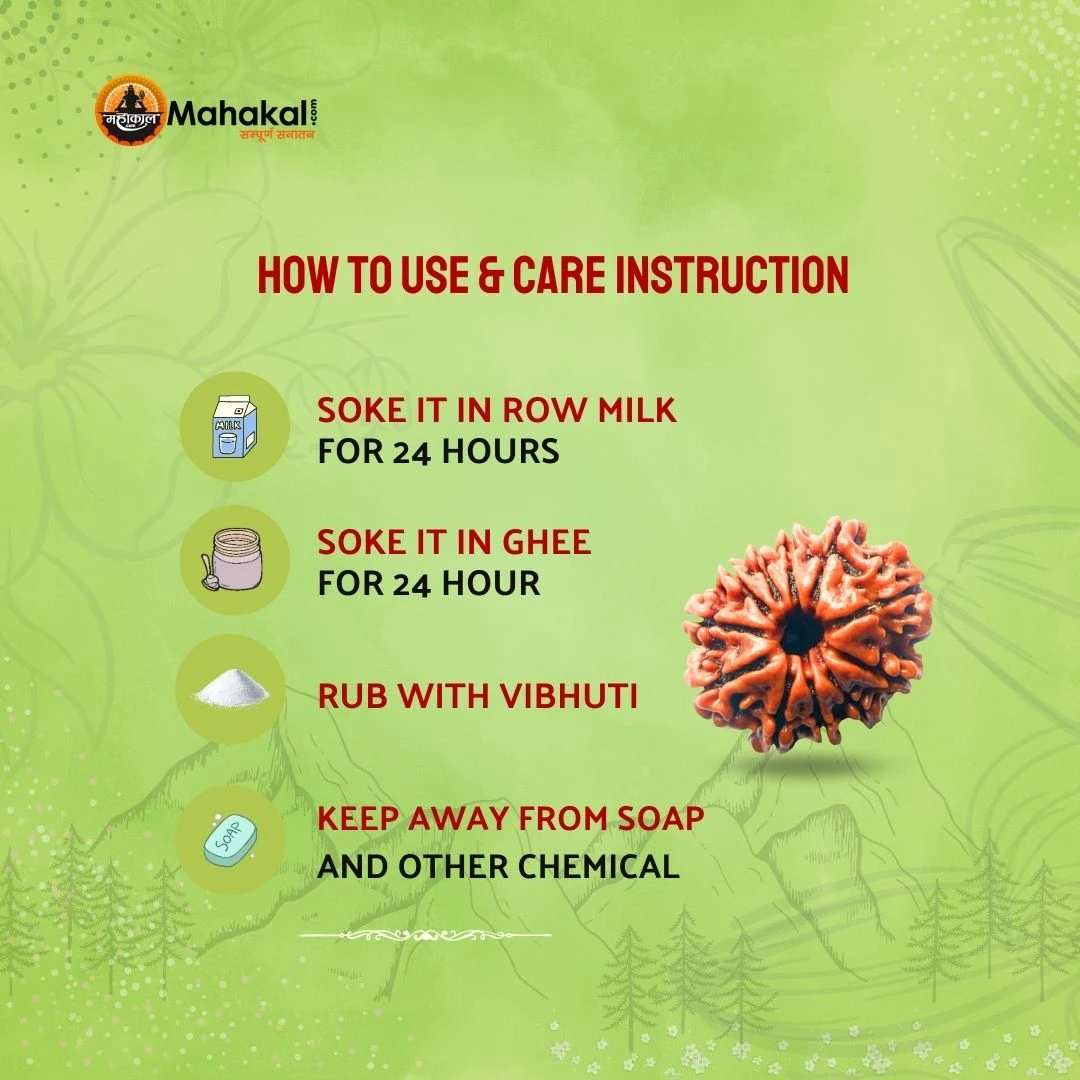 महाकाल
.com
Mahakal.com
सम्पूर्ण सनातन
HOW TO USE & CARE INSTRUCTION
MILK
SOKE IT IN ROW MILK
FOR 24 HOURS
SOKE IT IN GHEE
FOR 24 HOUR
RUB WITH VIBHUTI
SOAP
KEEP AWAY FROM SOAP
AND OTHER CHEMICAL